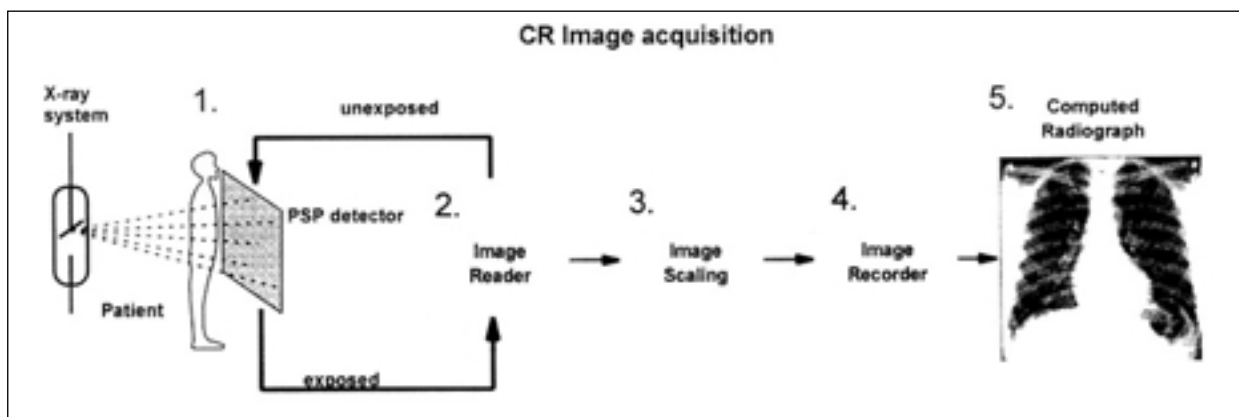 CR Image acquisition
X-ray
system
1.
unexposed
PSP detector
Patient
exposed
2.
Image
Reader
3.
Image
Scaling
4.
Image
Recorder
5.
Computed
Radiograph